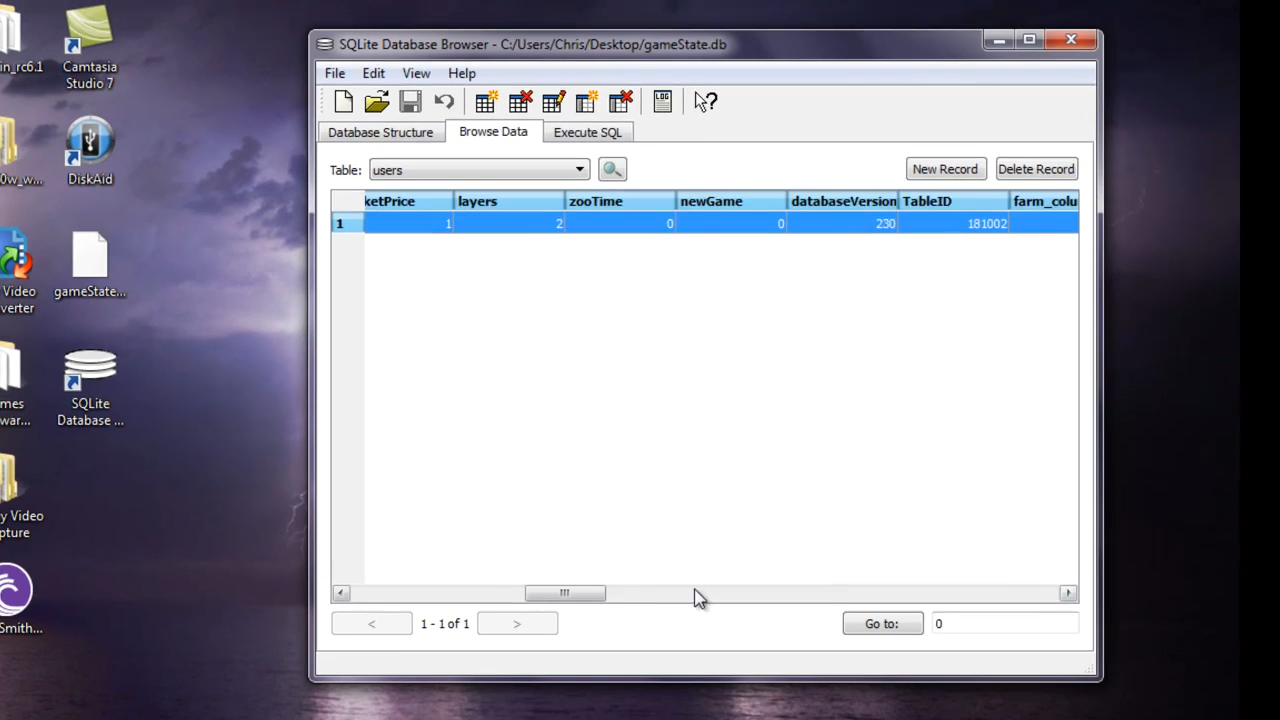 in_rc6.1
Camtasia
Studio 7
0w_w...
DiskAid
Video
verter
gameState...
mes
war...
SQLite
Database ...
y Video
pture
Smith...
SQLite Database Browser - C:/Users/Chris/Desktop/gameState.db
File Edit View Help
LOG
Database Structure Browse Data Execute SQL
Table: users New Record Delete Record
ketPrice layers zooTime newGame databaseVersion TableID farm_colu
1 1 2 0 0 230 181002
< 1 - 1 of 1 > Go to: 0